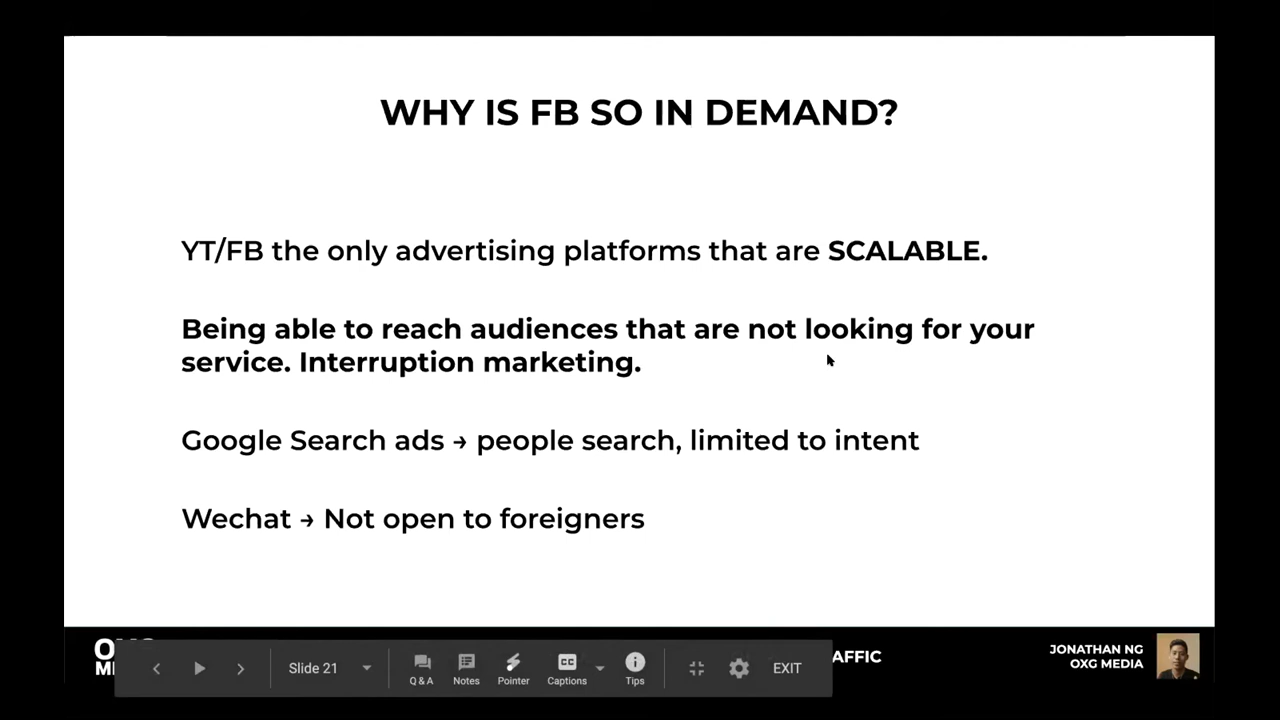 WHY IS FB SO IN DEMAND?
YT/FB the only advertising platforms that are SCALABLE.
Being able to reach audiences that are not looking for your
service. Interruption marketing.
Google Search ads → people search, limited to intent
Wechat → Not open to foreigners
JONATHAN NG
OXG MEDIA
Slide 21
Q & A
Notes
Pointer
Captions
Tips
EXIT